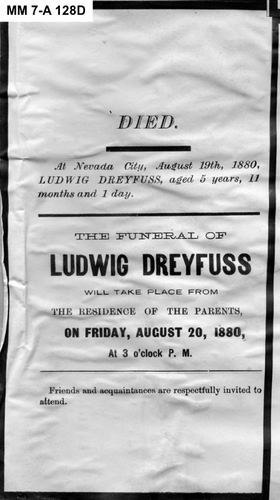 MM 7-A 128D
DIED.
At Nevada City, August 19th, 1880,
LUDWIG DREYFUSS, aged 5 years, 11
months and 1 day.
THE FUNERAL OF
LUDWIG DREYFUSS
WILL TAKE PLACE FROM
THE RESIDENCE OF THE PARENTS,
ON FRIDAY, AUGUST 20, 1880,
At 3 o'clock P. M.
Friends and acquaintances are respectfully invited to
attend.